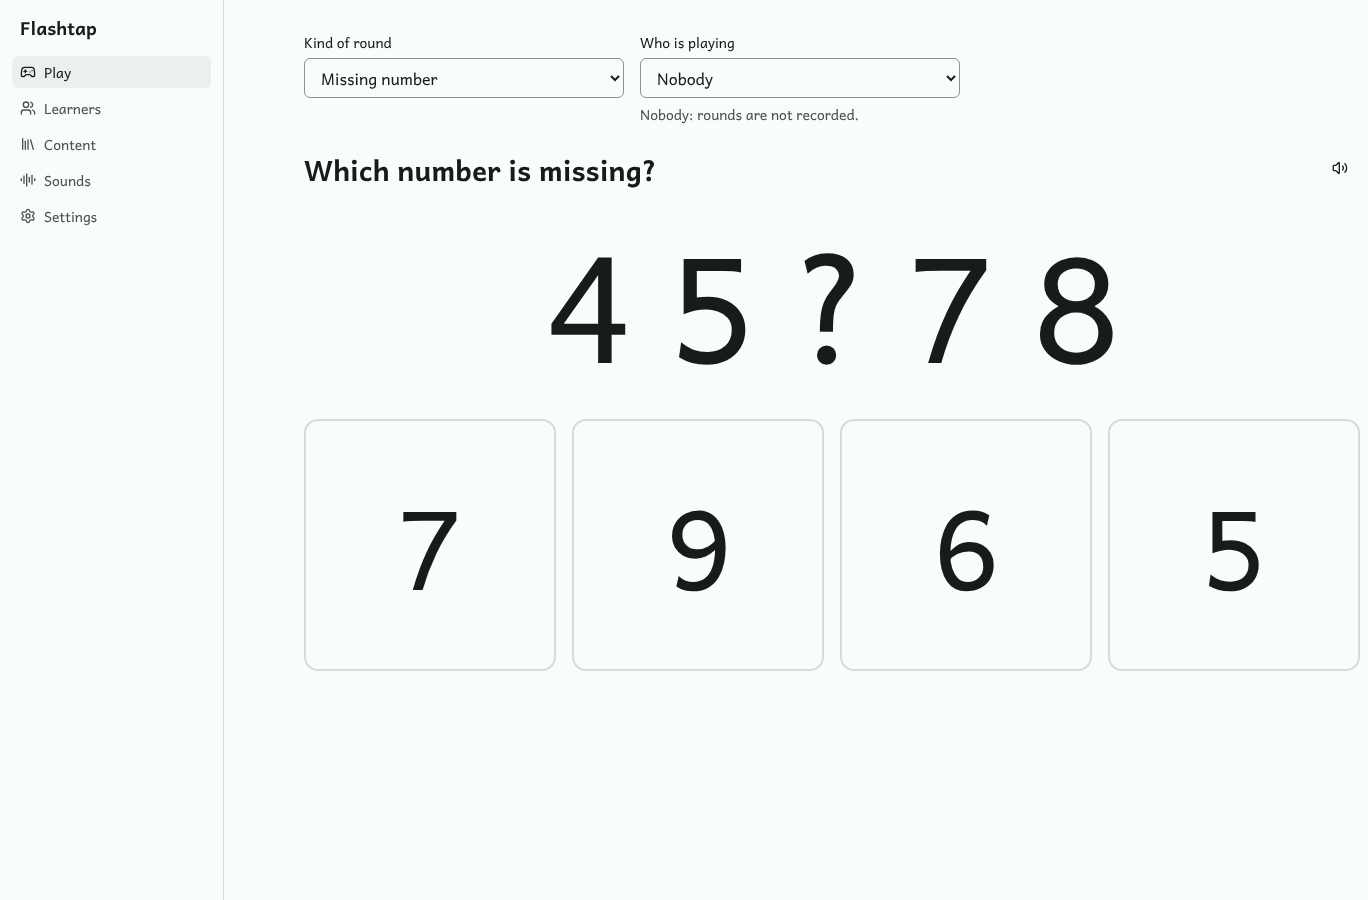 Flashtap
Play
Learners
Content
Sounds
Settings
Kind of round
Missing number
Who is playing
Nobody
Nobody: rounds are not recorded.
Which number is missing?
4 5 ? 7 8
7
9
6
5